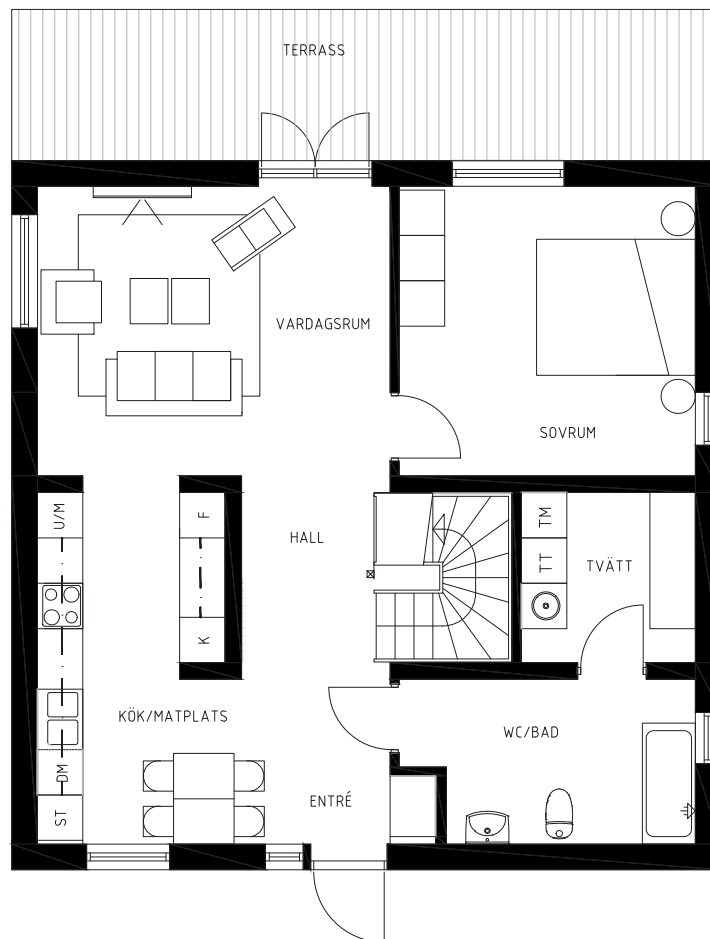 TERRASS
VARDAGSRUM
SOVRUM
U/M
F
HALL
TM
TT
TVÄTT
K
KÖK/MATPLATS
WC/BAD
DM
ENTRÉ
ST